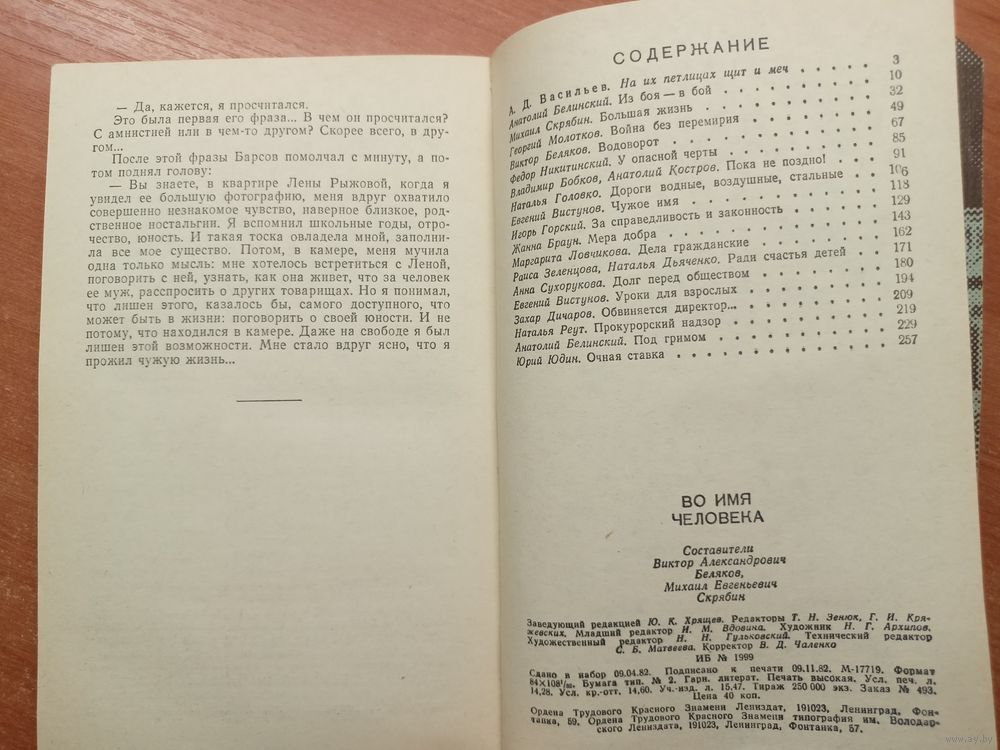 — Да, кажется, я просчитался.
Это была первая его фраза... В чем он просчитался?
С амнистией или в чем-то другом? Скорее всего, в дру-
гом...
После этой фразы Барсов помолчал с минуту, а по-
том поднял голову:
— Вы знаете, в квартире Лены Рыжовой, когда я
увидел ее большую фотографию, меня вдруг охватило
совершенно незнакомое чувство, наверное близкое, род-
ственное ностальгии. Я вспомнил школьные годы, отро-
чество, юность. И такая тоска овладела мной, заполни-
ла все мое существо. Потом, в камере, меня мучила
одна только мысль: мне хотелось встретиться с Леной,
поговорить с ней, узнать, как она живет, что за человек
ее муж, расспросить о других товарищах. Но я понимал,
что лишен этого, казалось бы, самого доступного, что
может быть в жизни: поговорить о своей юности. И не
потому, что находился в камере. Даже на свободе я был
лишен этой возможности. Мне стало вдруг ясно, что я
прожил чужую жизнь...
СОДЕРЖАНИЕ
А. Д. Васильев. На их петлицах щит и меч . . . . . 3
Анатолий Белинский. Из боя — в бой . . . . . . 10
Михаил Скрябин. Большая жизнь . . . . . . . 32
Георгий Молотков. Война без перемирия . . . . . 49
Виктор Беляков. Водоворот . . . . . . . . . 67
Федор Никитинский. У опасной черты . . . . . . 85
Владимир Бобков, Анатолий Костров. Пока не поздно! . . 91
Наталья Головко. Дороги водные, воздушные, стальные . 106
Евгений Вистунов. Чужое имя . . . . . . . . 118
Игорь Горский. За справедливость и законность . . . 129
Жанна Браун. Мера добра . . . . . . . . . 143
Маргарита Ловчикова. Дела гражданские . . . . . 162
Раиса Зеленцова, Наталья Дьяченко. Ради счастья детей . 171
Анна Сухорукова. Долг перед обществом . . . . . 180
Евгений Вистунов. Уроки для взрослых . . . . . 194
Захар Дичаров. Обвиняется директор... . . . . . 209
Наталья Реут. Прокурорский надзор . . . . . . 219
Анатолий Белинский. Под гримом . . . . . . . 229
Юрий Юдин. Очная ставка . . . . . . . . . 257
ВО ИМЯ
ЧЕЛОВЕКА
Составители
Виктор Александрович
Беляков,
Михаил Евгеньевич
Скрябин
Заведующий редакцией Ю. К. Хрящев. Редакторы Т. Н. Зенюк, Г. И. Кра-
жевских. Младший редактор И. М. Вдовина. Художник Н. Г. Архипов.
Художественный редактор Н. Н. Гульковский. Технический редактор
С. Б. Матвеева. Корректор В. Д. Чаленко
ИБ № 1999
Сдано в набор 09.04.82. Подписано к печати 09.11.82. М-17719. Формат
84×108¹/₃₂. Бумага тип. № 2. Гарн. литерат. Печать высокая. Усл. печ. л.
14,28. Усл. кр.-отт. 14,60. Уч.-изд. л. 15,47. Тираж 250 000 экз. Заказ № 493.
Цена 40 коп.
Ордена Трудового Красного Знамени Лениздат, 191023, Ленинград, Фон-
танка, 59. Ордена Трудового Красного Знамени типография им. Володар-
ского Лениздата, 191023, Ленинград, Фонтанка, 57.
www.ay.by